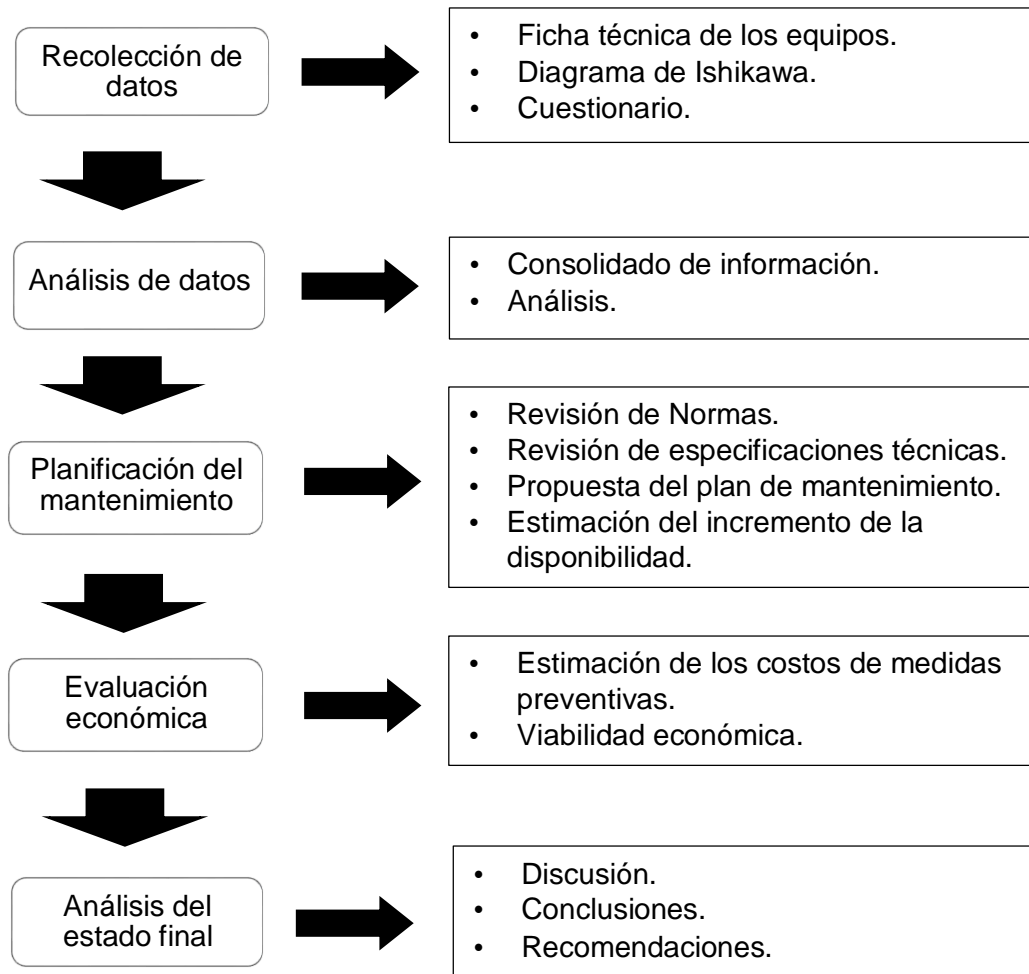 Recolección de
datos
• Ficha técnica de los equipos.
• Diagrama de Ishikawa.
• Cuestionario.
Análisis de datos
• Consolidado de información.
• Análisis.
Planificación del
mantenimiento
• Revisión de Normas.
• Revisión de especificaciones técnicas.
• Propuesta del plan de mantenimiento.
• Estimación del incremento de la
disponibilidad.
Evaluación
económica
• Estimación de los costos de medidas
preventivas.
• Viabilidad económica.
Análisis del
estado final
• Discusión.
• Conclusiones.
• Recomendaciones.